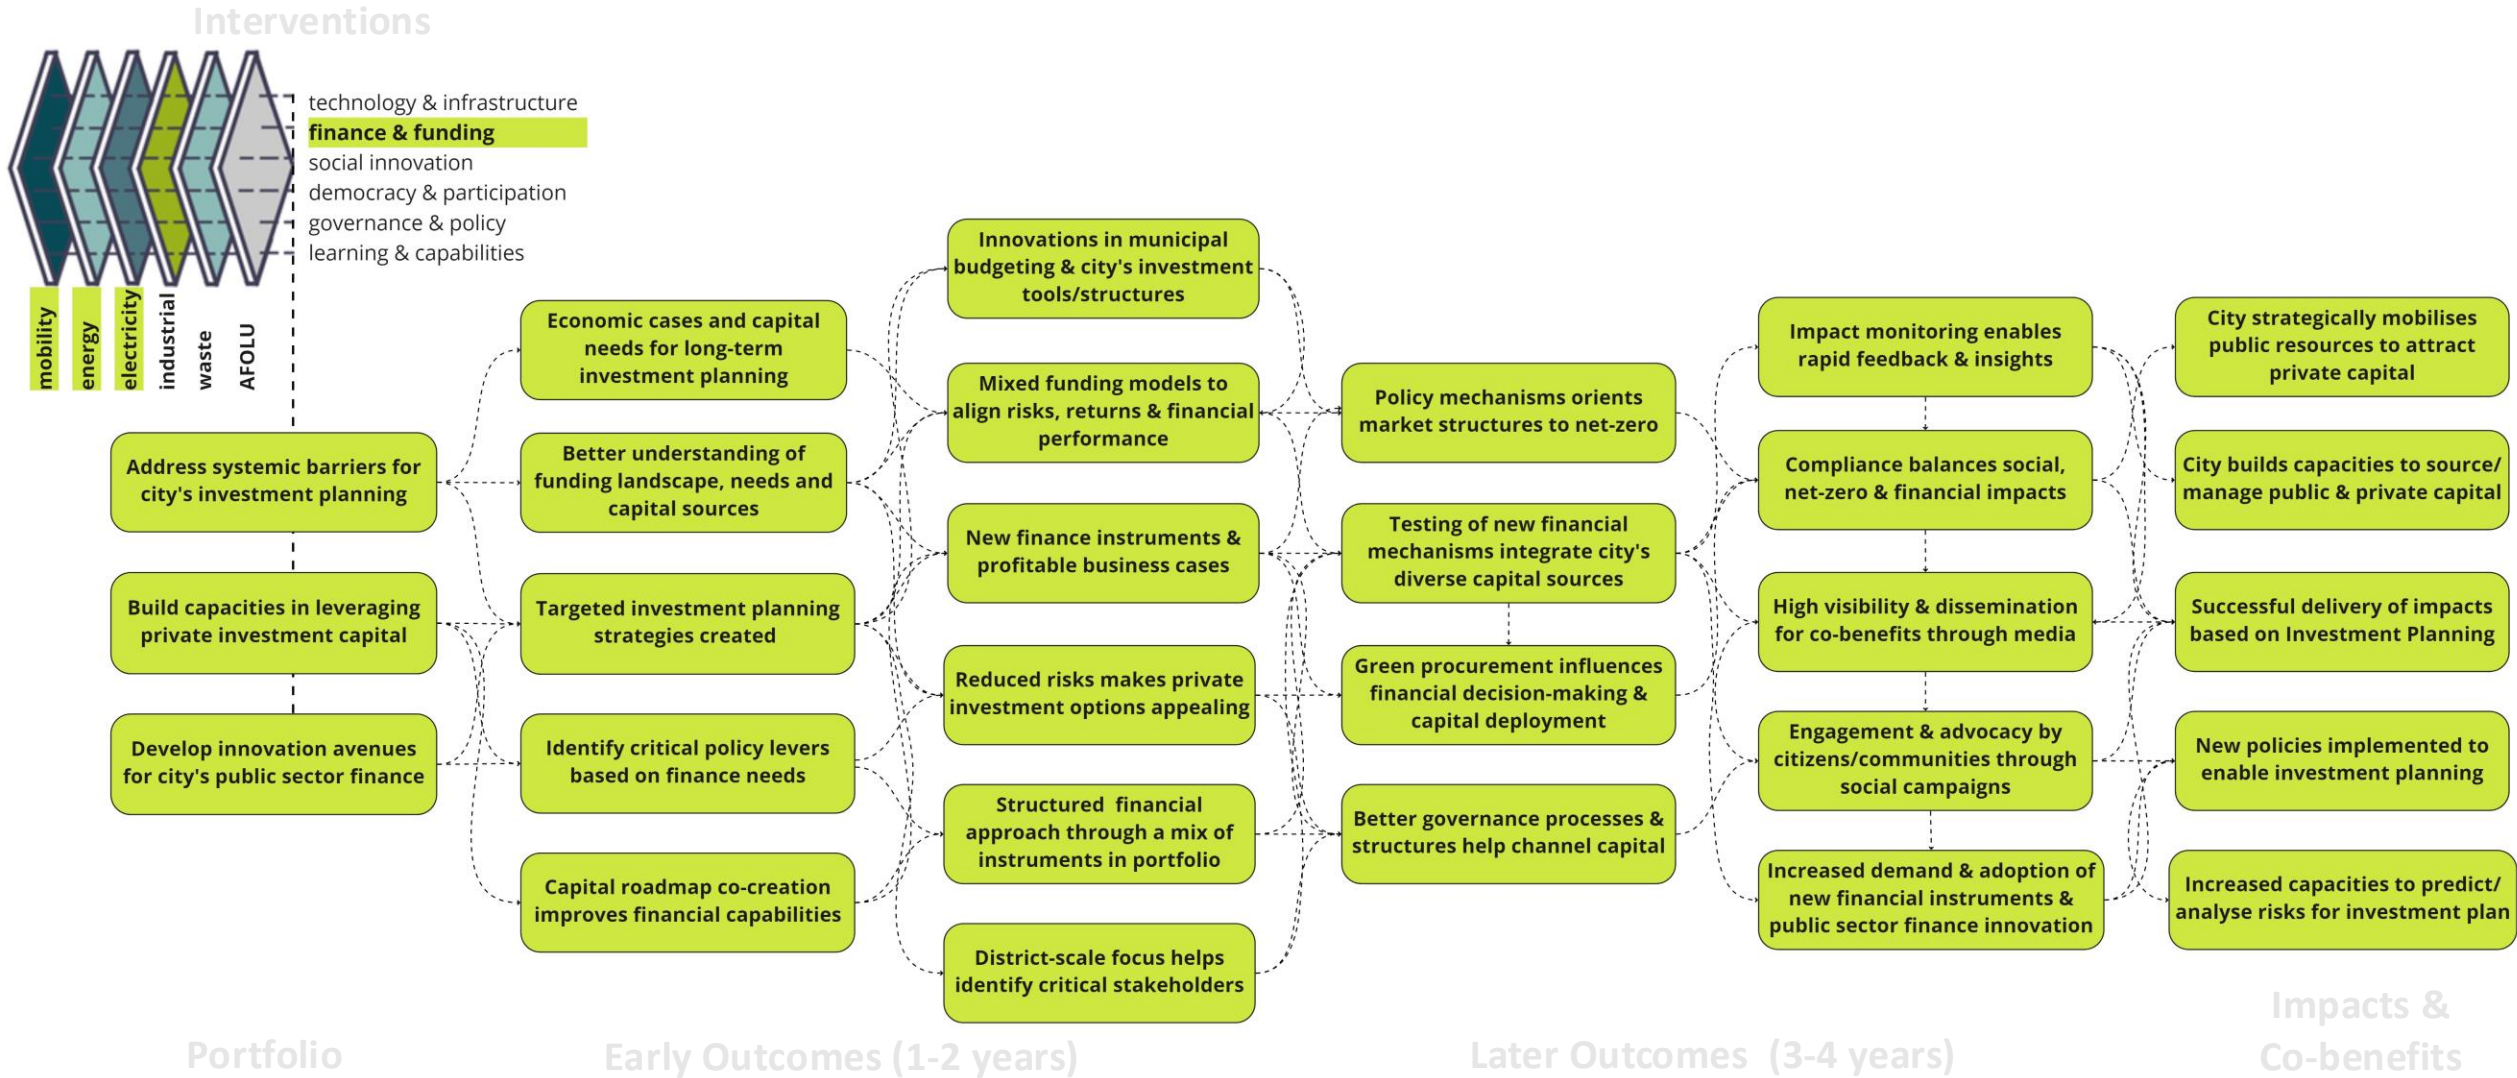 Interventions
technology & infrastructure
finance & funding
social innovation
democracy & participation
governance & policy
learning & capabilities
mobility
energy
electricity
industrial
waste
AFOLU
Address systemic barriers for
city's investment planning
Build capacities in leveraging
private investment capital
Develop innovation avenues
for city's public sector finance
Economic cases and capital
needs for long-term
investment planning
Better understanding of
funding landscape, needs and
capital sources
Targeted investment planning
strategies created
Identify critical policy levers
based on finance needs
Capital roadmap co-creation
improves financial capabilities
Innovations in municipal
budgeting & city's investment
tools/structures
Mixed funding models to
align risks, returns & financial
performance
New finance instruments &
profitable business cases
Reduced risks makes private
investment options appealing
Structured financial
approach through a mix of
instruments in portfolio
District-scale focus helps
identify critical stakeholders
Policy mechanisms orients
market structures to net-zero
Testing of new financial
mechanisms integrate city's
diverse capital sources
Green procurement influences
financial decision-making &
capital deployment
Better governance processes &
structures help channel capital
Impact monitoring enables
rapid feedback & insights
Compliance balances social,
net-zero & financial impacts
High visibility & dissemination
for co-benefits through media
Engagement & advocacy by
citizens/communities through
social campaigns
Increased demand & adoption of
new financial instruments &
public sector finance innovation
City strategically mobilises
public resources to attract
private capital
City builds capacities to source/
manage public & private capital
Successful delivery of impacts
based on Investment Planning
New policies implemented to
enable investment planning
Increased capacities to predict/
analyse risks for investment plan
Portfolio
Early Outcomes (1-2 years)
Later Outcomes (3-4 years)
Impacts &
Co-benefits